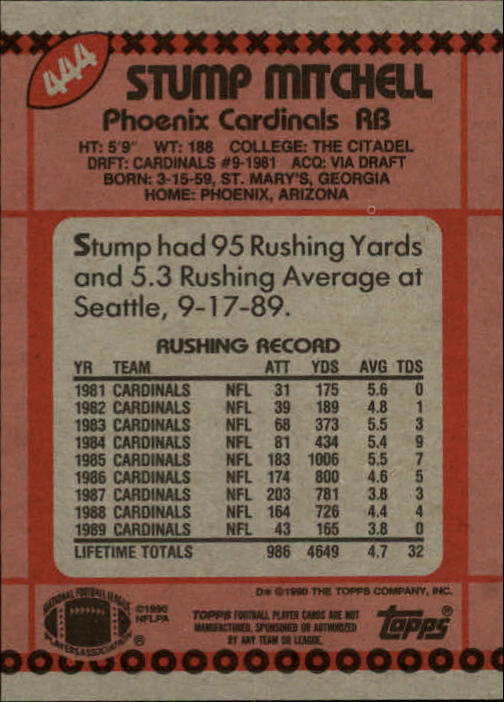 444
STUMP MITCHELL
Phoenix Cardinals RB
HT: 5'9" WT: 188 COLLEGE: THE CITADEL
DRFT: CARDINALS #9-1981 ACQ: VIA DRAFT
BORN: 3-15-59, ST. MARY'S, GEORGIA
HOME: PHOENIX, ARIZONA
Stump had 95 Rushing Yards
and 5.3 Rushing Average at
Seattle, 9-17-89.
RUSHING RECORD
YR TEAM ATT YDS AVG TDS
1981 CARDINALS NFL 31 175 5.6 0
1982 CARDINALS NFL 39 189 4.8 1
1983 CARDINALS NFL 68 373 5.5 3
1984 CARDINALS NFL 81 434 5.4 9
1985 CARDINALS NFL 183 1006 5.5 7
1986 CARDINALS NFL 174 800 4.6 5
1987 CARDINALS NFL 203 781 3.8 3
1988 CARDINALS NFL 164 726 4.4 4
1989 CARDINALS NFL 43 165 3.8 0
LIFETIME TOTALS 986 4649 4.7 32
D* ©1990 THE TOPPS COMPANY, INC.
NATIONAL FOOTBALL LEAGUE
PLAYERS ASSOCIATION
®
©1990
NFLPA
TOPPS FOOTBALL PLAYER CARDS ARE NOT
MANUFACTURED, SPONSORED OR AUTHORIZED
BY ANY TEAM OR LEAGUE.
topps®